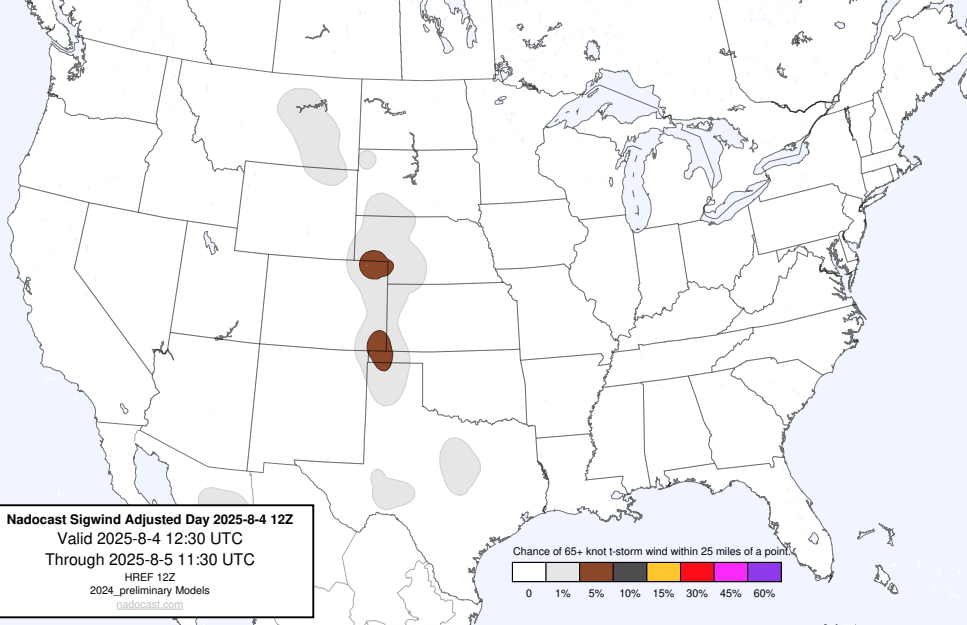 Nadocast Sigwind Adjusted Day 2025-8-4 12Z
Valid 2025-8-4 12:30 UTC
Through 2025-8-5 11:30 UTC
HREF 12Z
2024_preliminary Models
nadocast.com
Chance of 65+ knot t-storm wind within 25 miles of a point.
0 1% 5% 10% 15% 30% 45% 60%